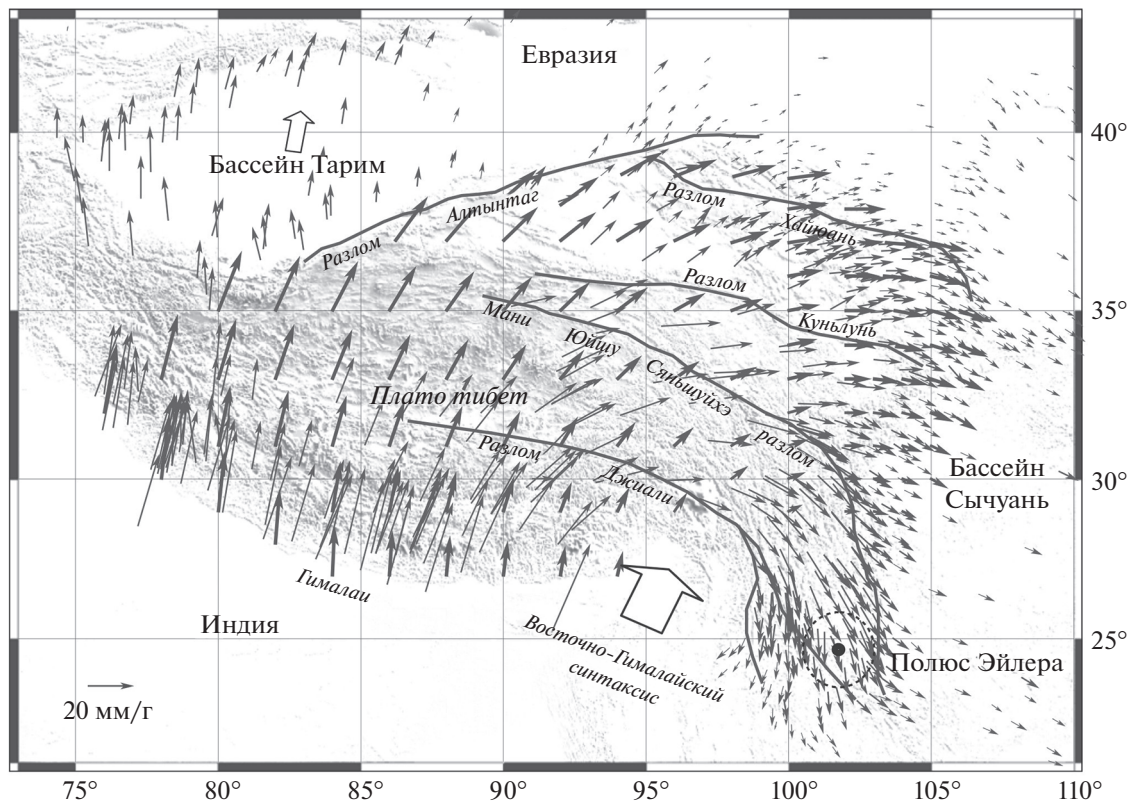 Евразия
40°
Бассейн Тарим
Разлом
Алтынтаг
Разлом
Хайюань
Разлом
Куньлунь
35°
Мани
Юйшу
Сяньшуйхэ
разлом
Плато тибет
Разлом
Джиали
Бассейн
Сычуань
30°
Гималаи
Индия
Восточно-Гималайский
синтаксис
25°
Полюс Эйлера
20 мм/г
75°
80°
85°
90°
95°
100°
105°
110°